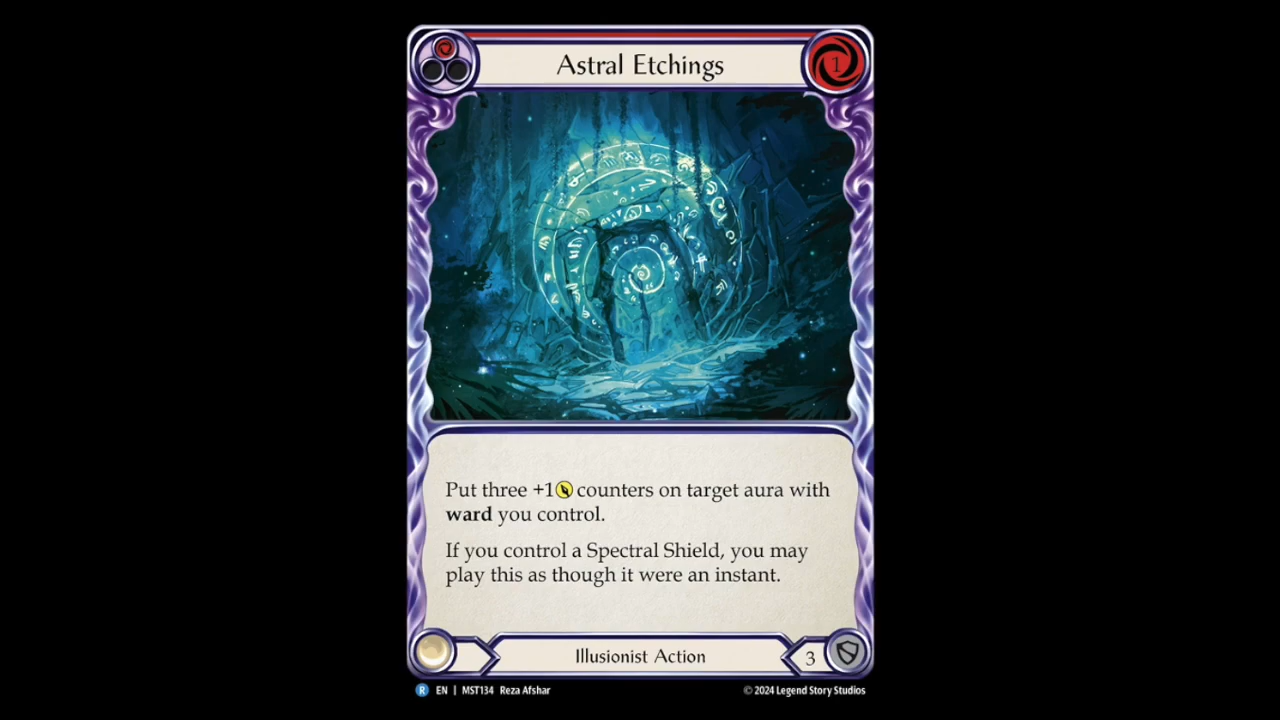 Astral Etchings
1
Put three +1 counters on target aura with
ward you control.
If you control a Spectral Shield, you may
play this as though it were an instant.
Illusionist Action
3
R EN | MST134 Reza Afshar
© 2024 Legend Story Studios